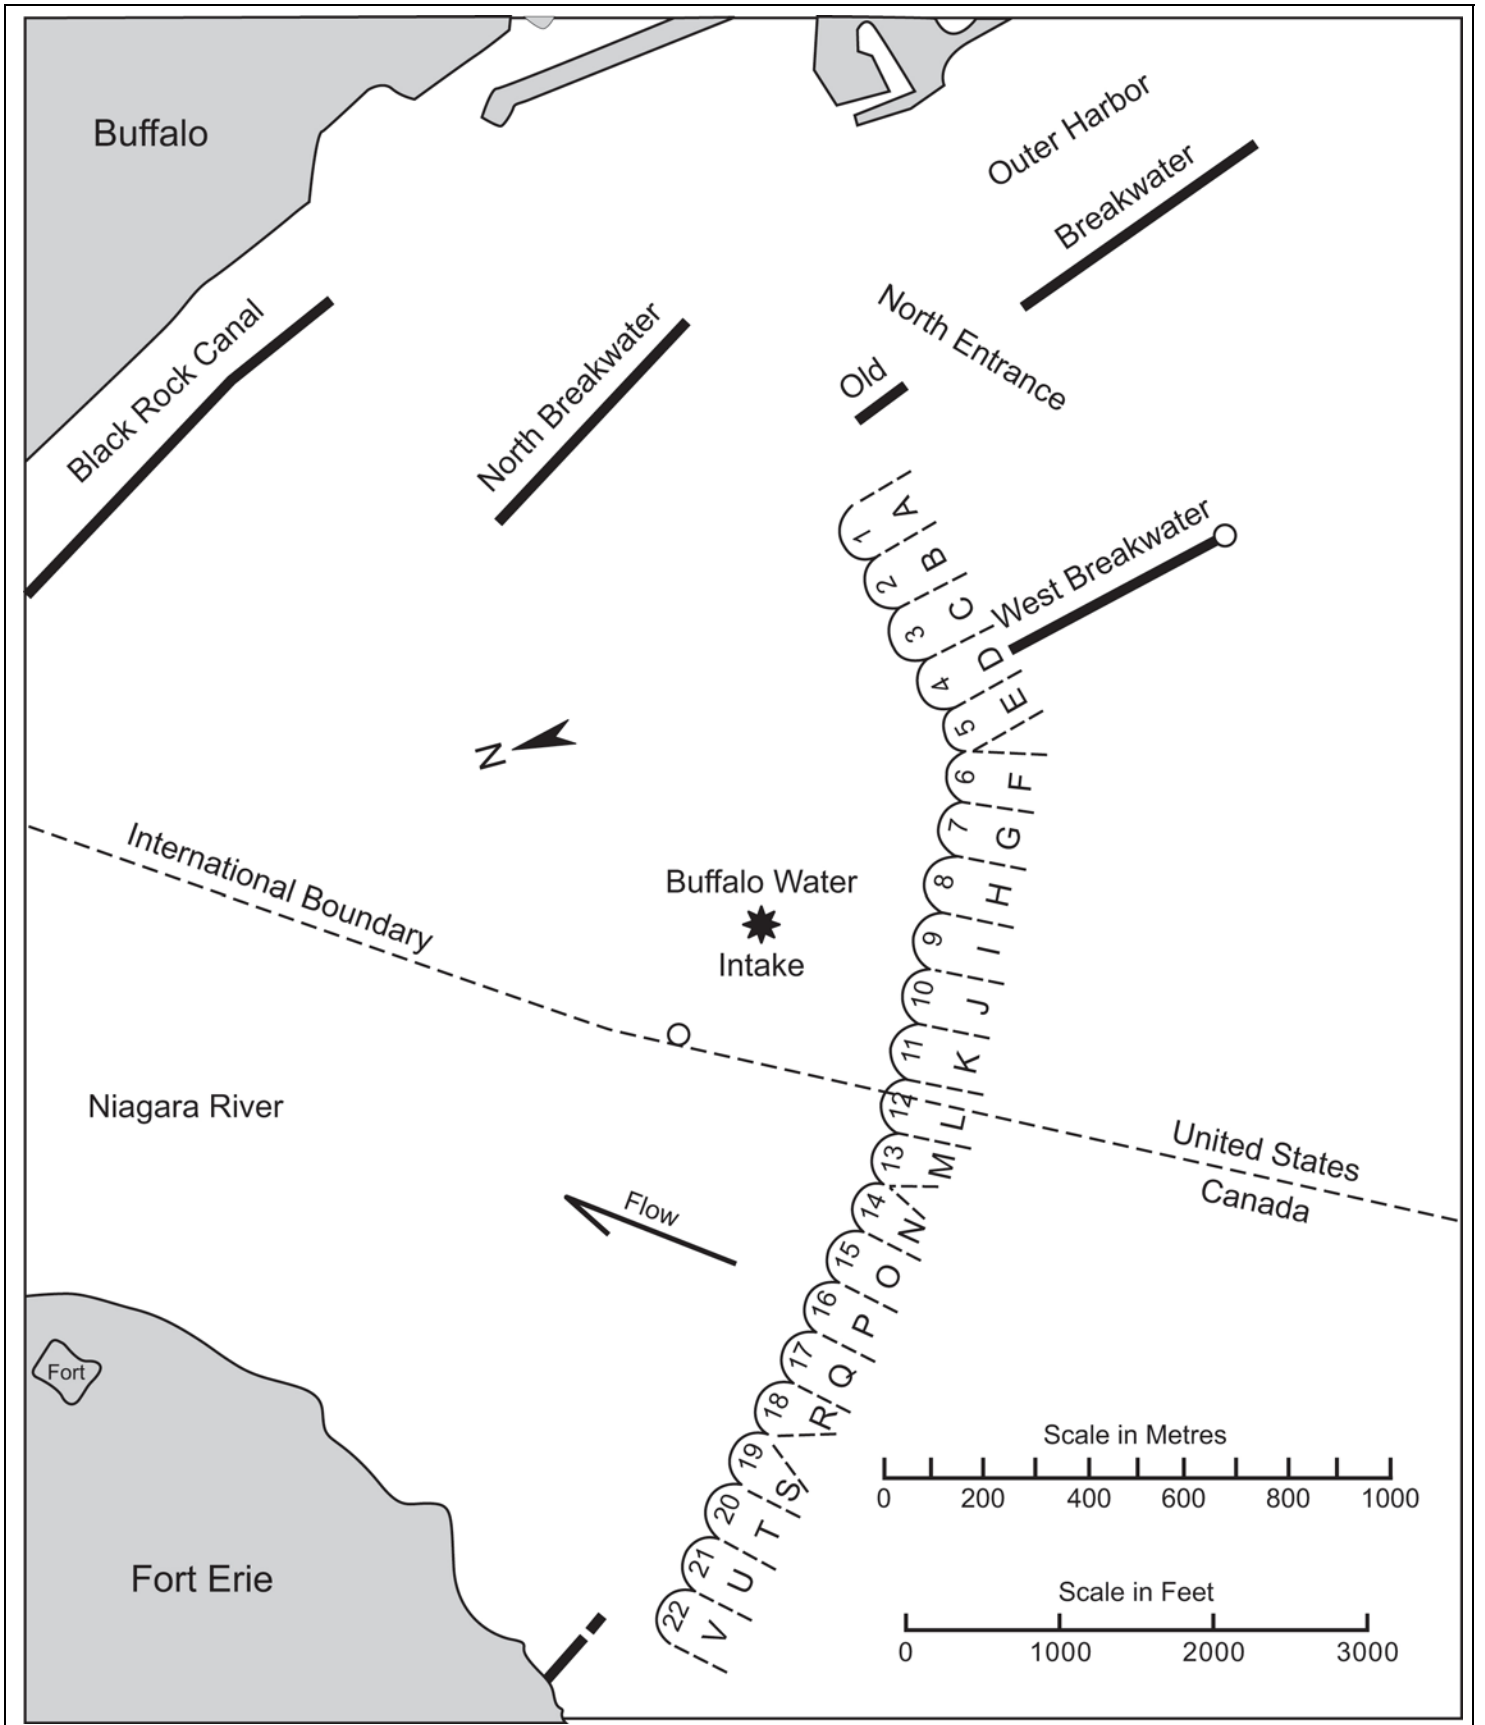 Buffalo
Outer Harbor
Breakwater
North Entrance
Black Rock Canal
North Breakwater
Old
West Breakwater
1 A
2 B
3 C
4 D
5 E
6 F
7 G
8 H
9 I
10 J
11 K
12 L
13 M
14 N
15 O
16 P
17 Q
18 R
19 S
20 T
21 U
22 V
N
International Boundary
Buffalo Water
Intake
Niagara River
United States
Canada
Flow
Fort
Fort Erie
Scale in Metres
0 200 400 600 800 1000
Scale in Feet
0 1000 2000 3000